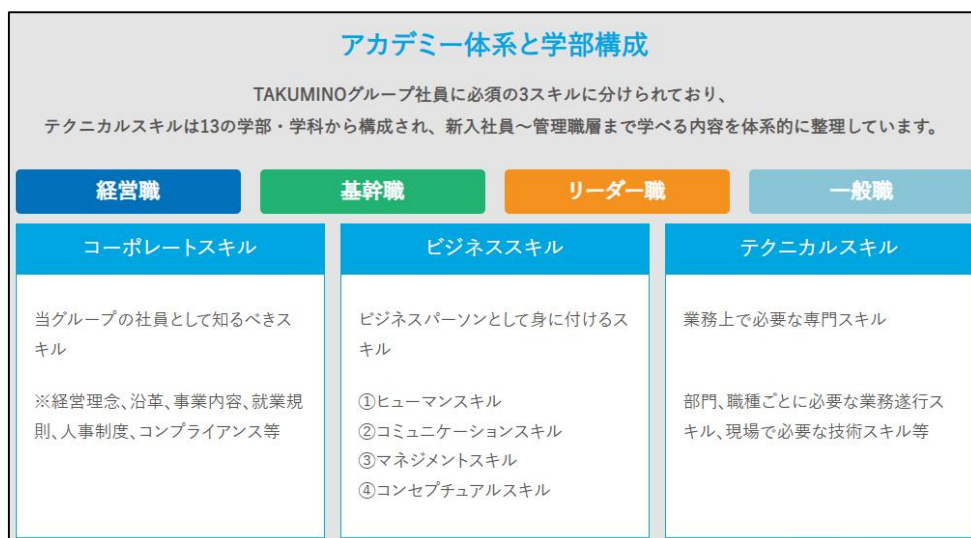 アカデミー体系と学部構成
TAKUMINOグループ社員に必須の3スキルに分けられており、
テクニカルスキルは13の学部・学科から構成され、新入社員～管理職層まで学べる内容を体系的に整理しています。
経営職
基幹職
リーダー職
一般職
コーポレートスキル
当グループの社員として知るべきス
キル
※経営理念、沿革、事業内容、就業規
則、人事制度、コンプライアンス等
ビジネススキル
ビジネスパーソンとして身に付けるス
キル
①ヒューマンスキル
②コミュニケーションスキル
③マネジメントスキル
④コンセプチュアルスキル
テクニカルスキル
業務上で必要な専門スキル
部門、職種ごとに必要な業務遂行ス
キル、現場で必要な技術スキル等